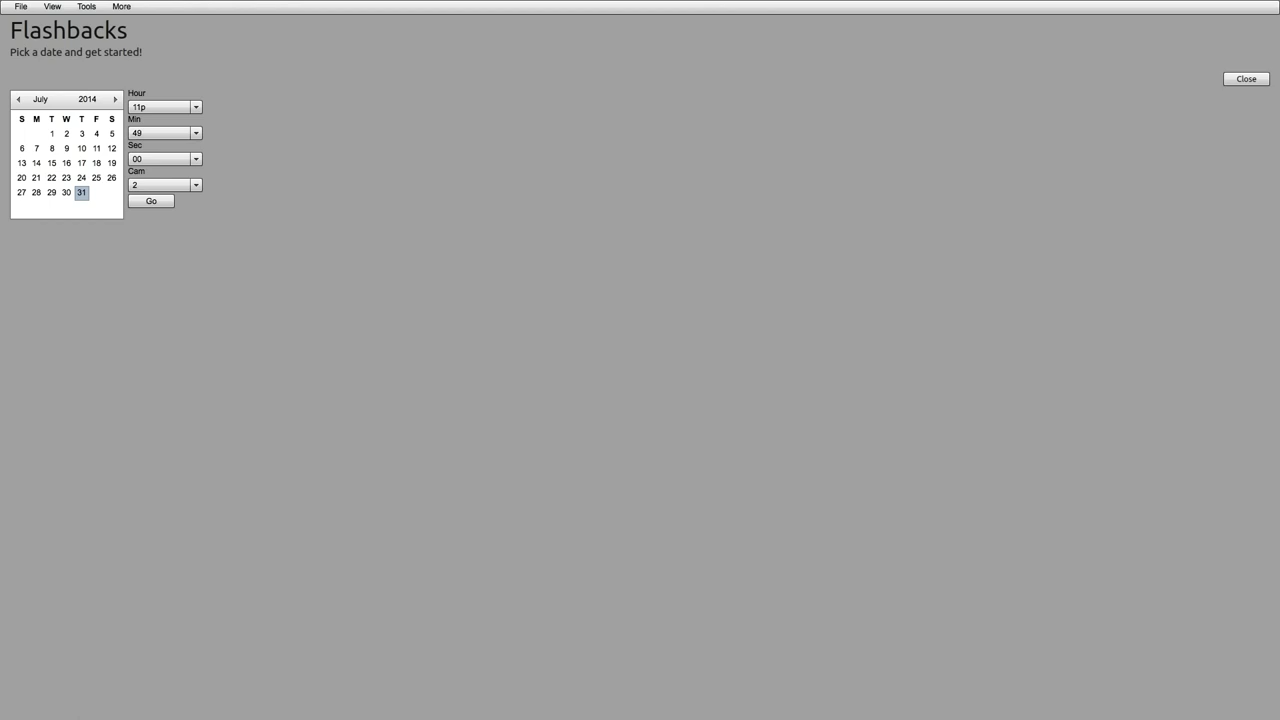 File View Tools More
Flashbacks
Pick a date and get started!
Close
July 2014
S M T W T F S
1 2 3 4 5
6 7 8 9 10 11 12
13 14 15 16 17 18 19
20 21 22 23 24 25 26
27 28 29 30 31
Hour
11p
Min
49
Sec
00
Cam
2
Go